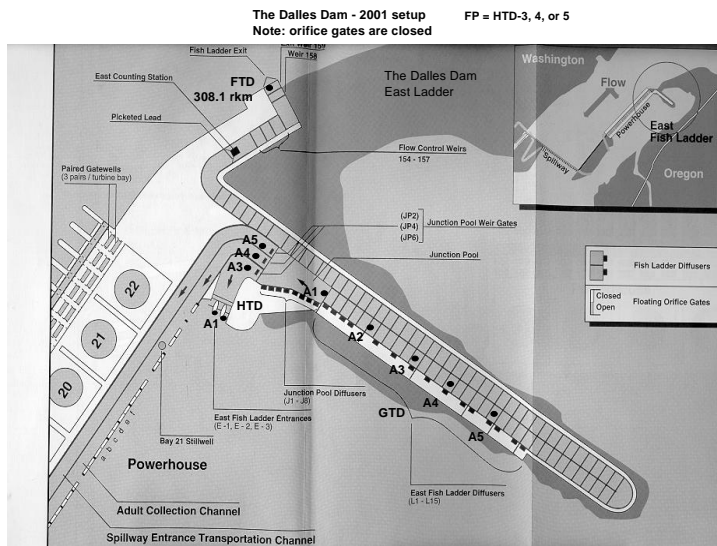 The Dalles Dam - 2001 setup
FP = HTD-3, 4, or 5
Note: orifice gates are closed
Fish Ladder Exit
Weir 159
Weir 158
East Counting Station
FTD
308.1 rkm
Picketed Lead
The Dalles Dam
East Ladder
Washington
Flow
Powerhouse
East
Fish Ladder
Spillway
Oregon
Flow Control Weirs
154 - 157
Paired Gatewells
(3 pairs / turbine bay)
(JP2)
(JP4)
(JP6)
Junction Pool Weir Gates
Junction Pool
A5
A4
A3
A1
HTD
A1
A2
A3
A4
A5
GTD
22
21
20
Fish Ladder Diffusers
Closed
Open
Floating Orifice Gates
Junction Pool Diffusers
(J1 - J8)
East Fish Ladder Entrances
(E -1, E - 2, E - 3)
Bay 21 Stillwell
a b c d e f
Powerhouse
East Fish Ladder Diffusers
(L1 - L15)
Adult Collection Channel
Spillway Entrance Transportation Channel